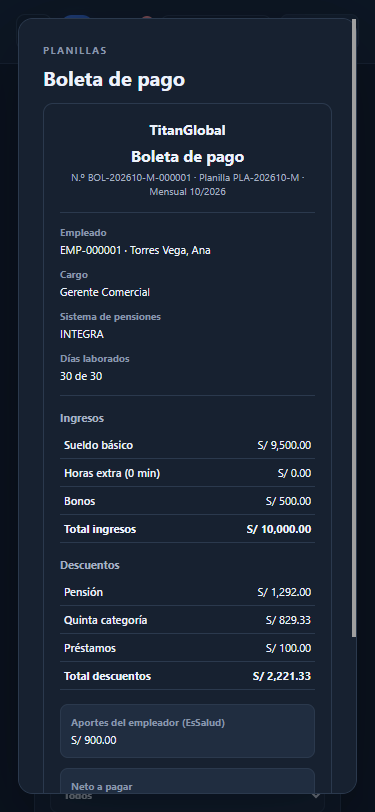 PLANILLAS
Boleta de pago
TitanGlobal
Boleta de pago
N.º BOL-202610-M-000001 · Planilla PLA-202610-M ·
Mensual 10/2026
Empleado
EMP-000001 · Torres Vega, Ana
Cargo
Gerente Comercial
Sistema de pensiones
INTEGRA
Días laborados
30 de 30
Ingresos
Sueldo básico S/ 9,500.00
Horas extra (0 min) S/ 0.00
Bonos S/ 500.00
Total ingresos S/ 10,000.00
Descuentos
Pensión S/ 1,292.00
Quinta categoría S/ 829.33
Préstamos S/ 100.00
Total descuentos S/ 2,221.33
Aportes del empleador (EsSalud)
S/ 900.00
Neto a pagar
Todos